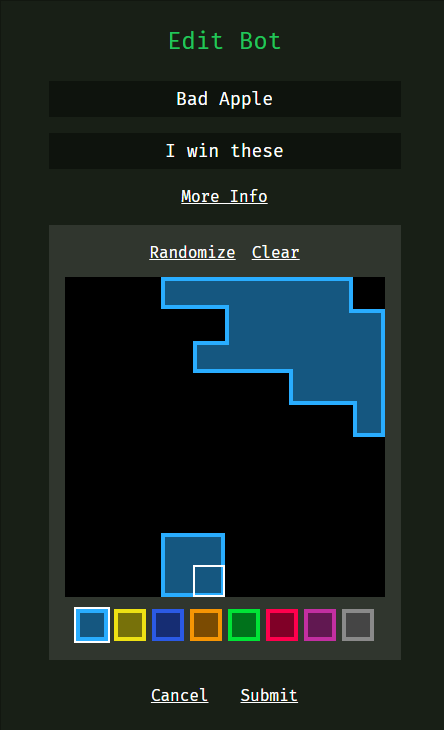 Edit Bot
Bad Apple
I win these
More Info
Randomize Clear
Cancel Submit